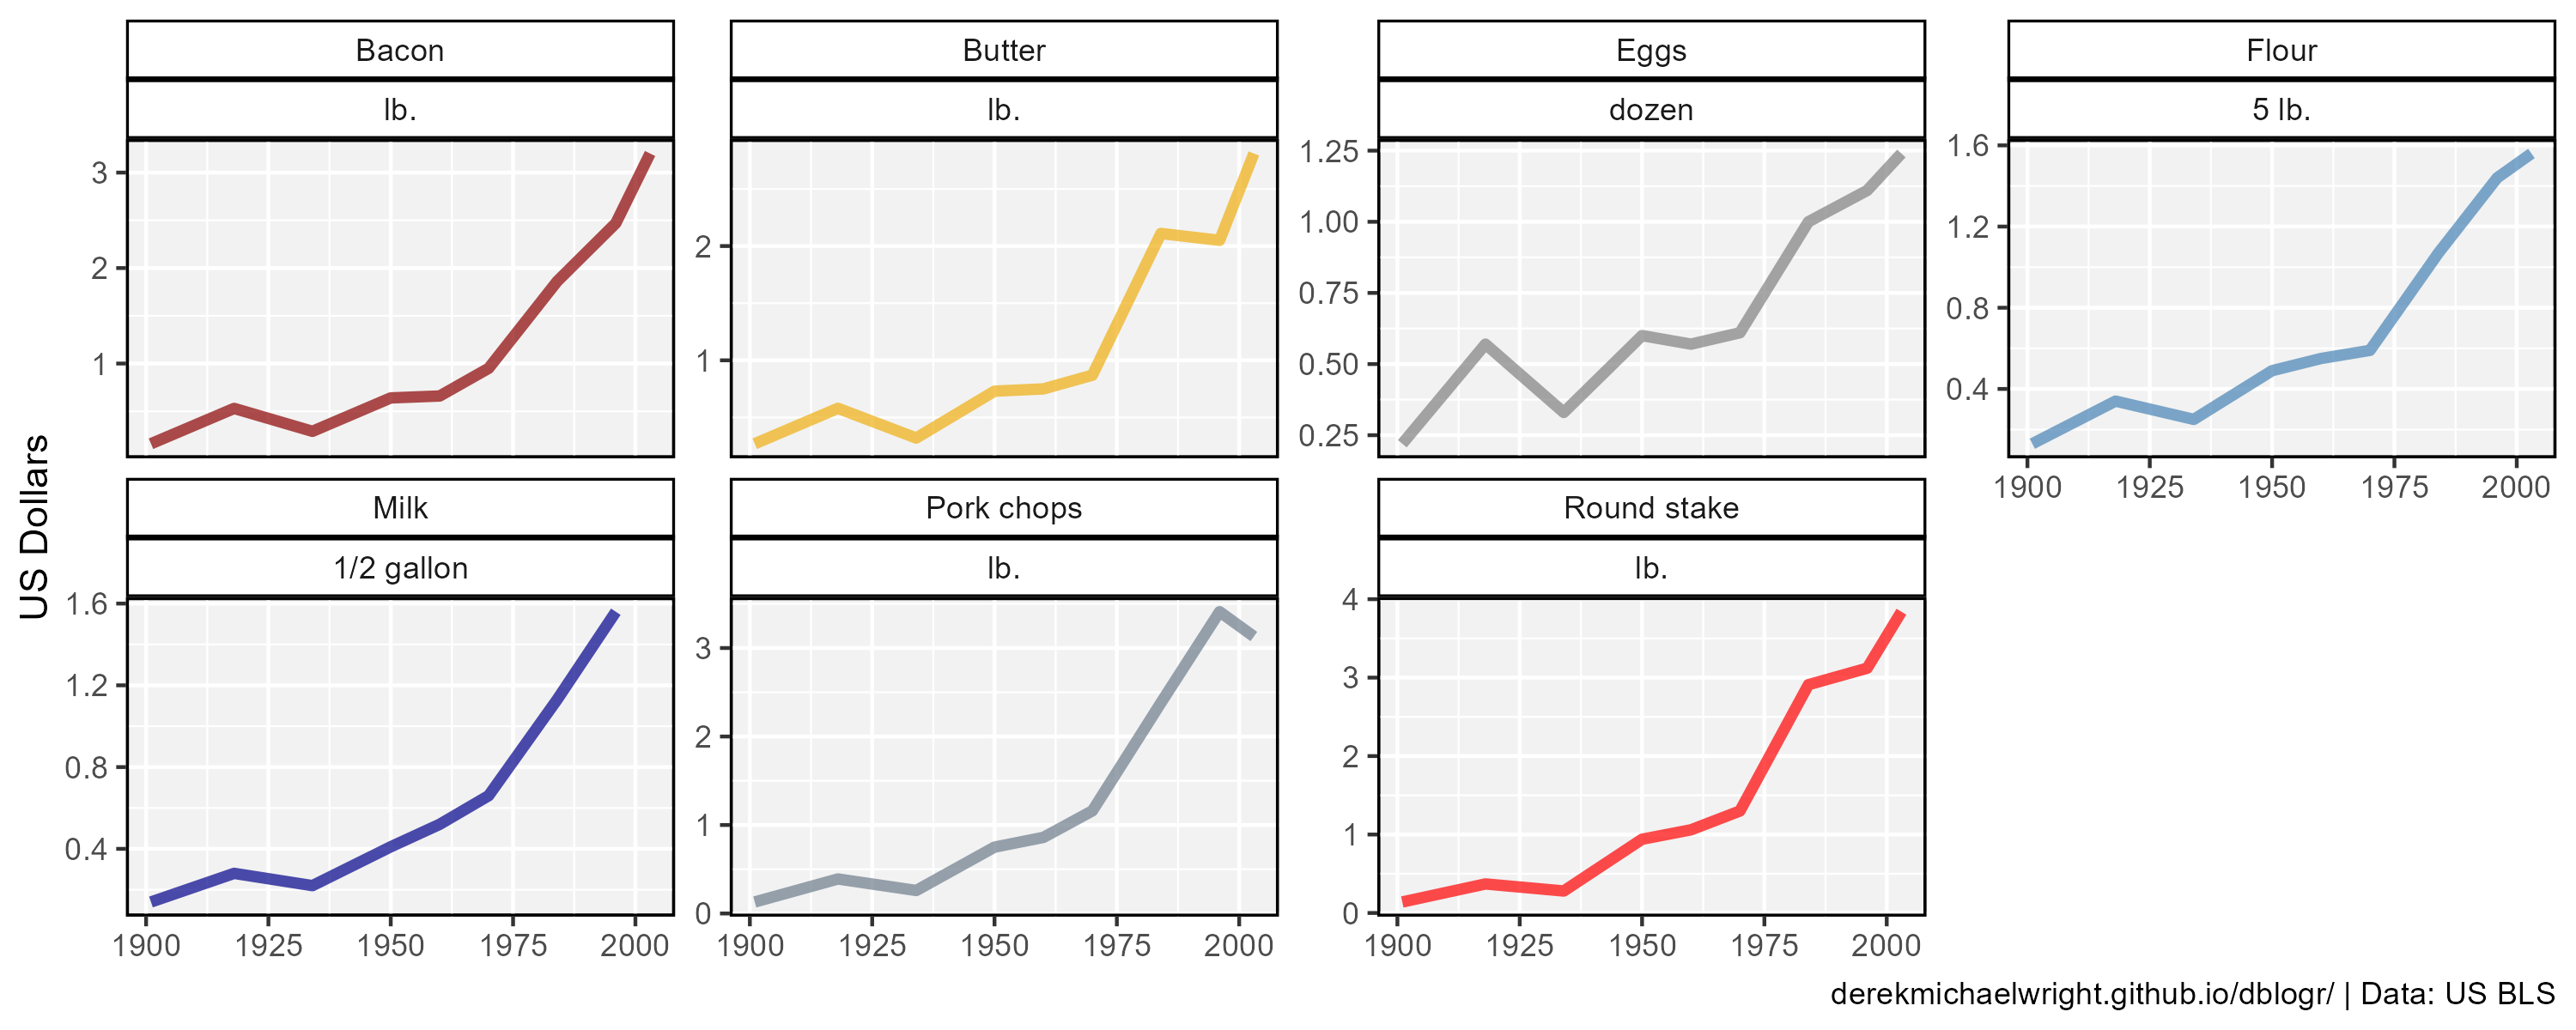 Bacon
Butter
Eggs
Flour
lb.
lb.
dozen
5 lb.
3
2
1
2
1
1.25
1.00
0.75
0.50
0.25
1.6
1.2
0.8
0.4
1900 1925 1950 1975 2000
US Dollars
Milk
Pork chops
Round stake
1/2 gallon
lb.
lb.
1.6
1.2
0.8
0.4
3
2
1
0
4
3
2
1
0
1900 1925 1950 1975 2000
1900 1925 1950 1975 2000
1900 1925 1950 1975 2000
derekmichaelwright.github.io/dblogr/ | Data: US BLS